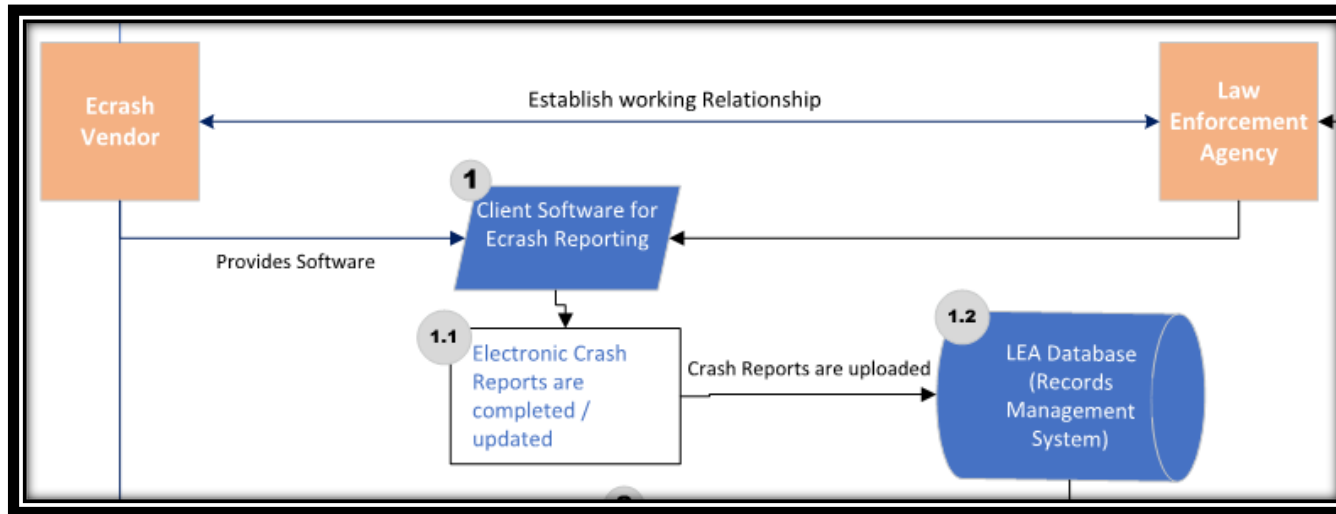 Ecrash
Vendor
Establish working Relationship
Law
Enforcement
Agency
1
Client Software for
Ecrash Reporting
Provides Software
1.1
Electronic Crash
Reports are
completed /
updated
Crash Reports are uploaded
1.2
LEA Database
(Records
Management
System)